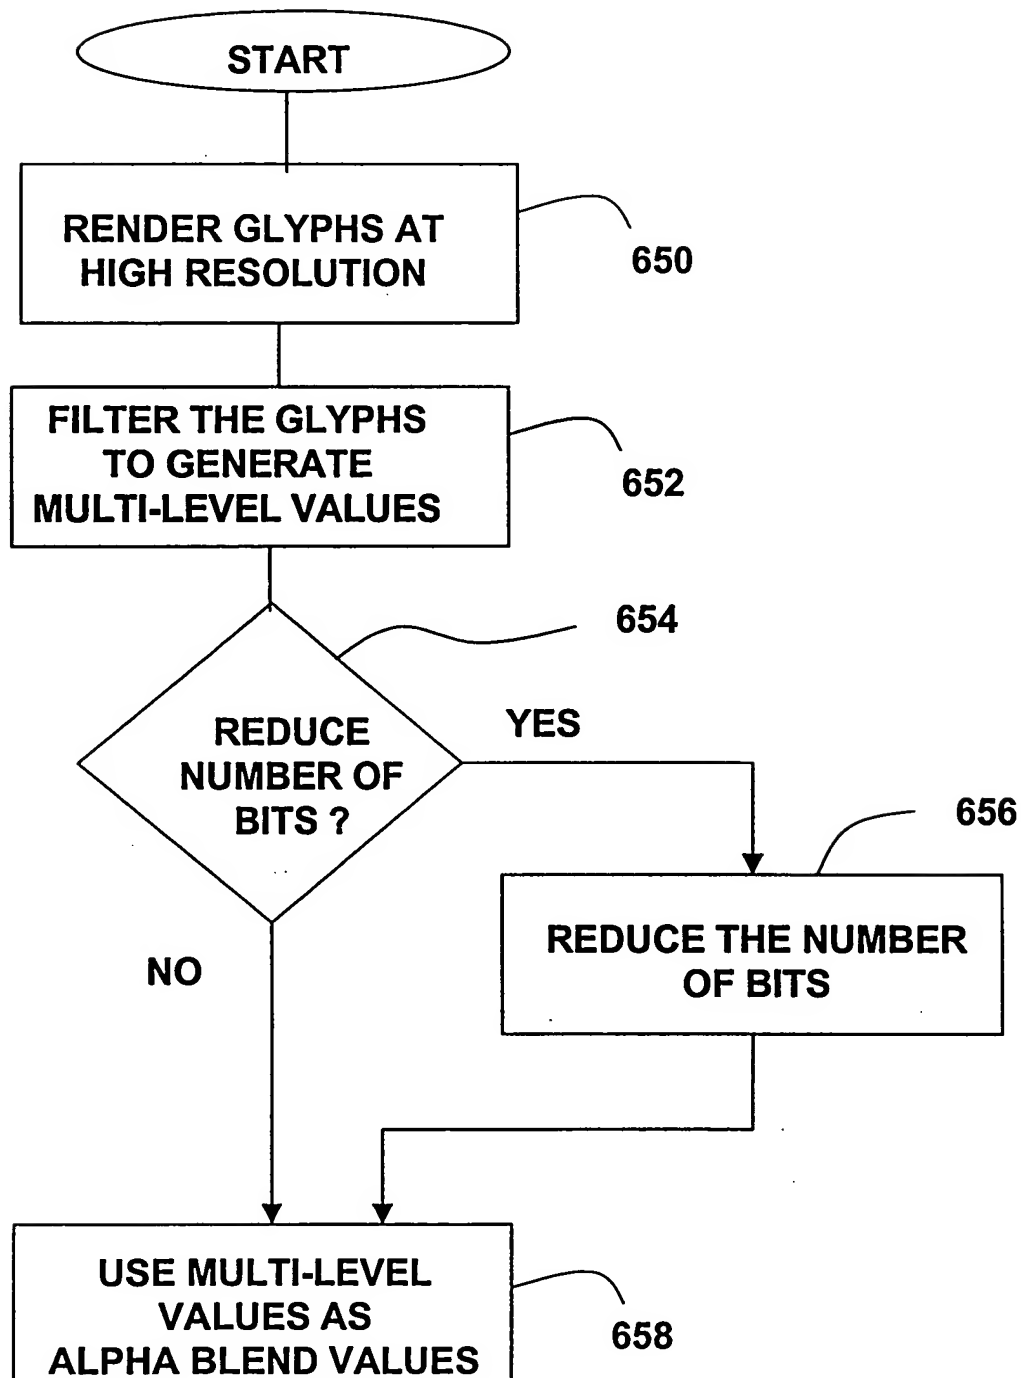 START
RENDER GLYPHS AT
HIGH RESOLUTION
650
FILTER THE GLYPHS
TO GENERATE
MULTI-LEVEL VALUES
652
654
REDUCE
NUMBER OF
BITS ?
YES
656
REDUCE THE NUMBER
OF BITS
NO
USE MULTI-LEVEL
VALUES AS
ALPHA BLEND VALUES
658